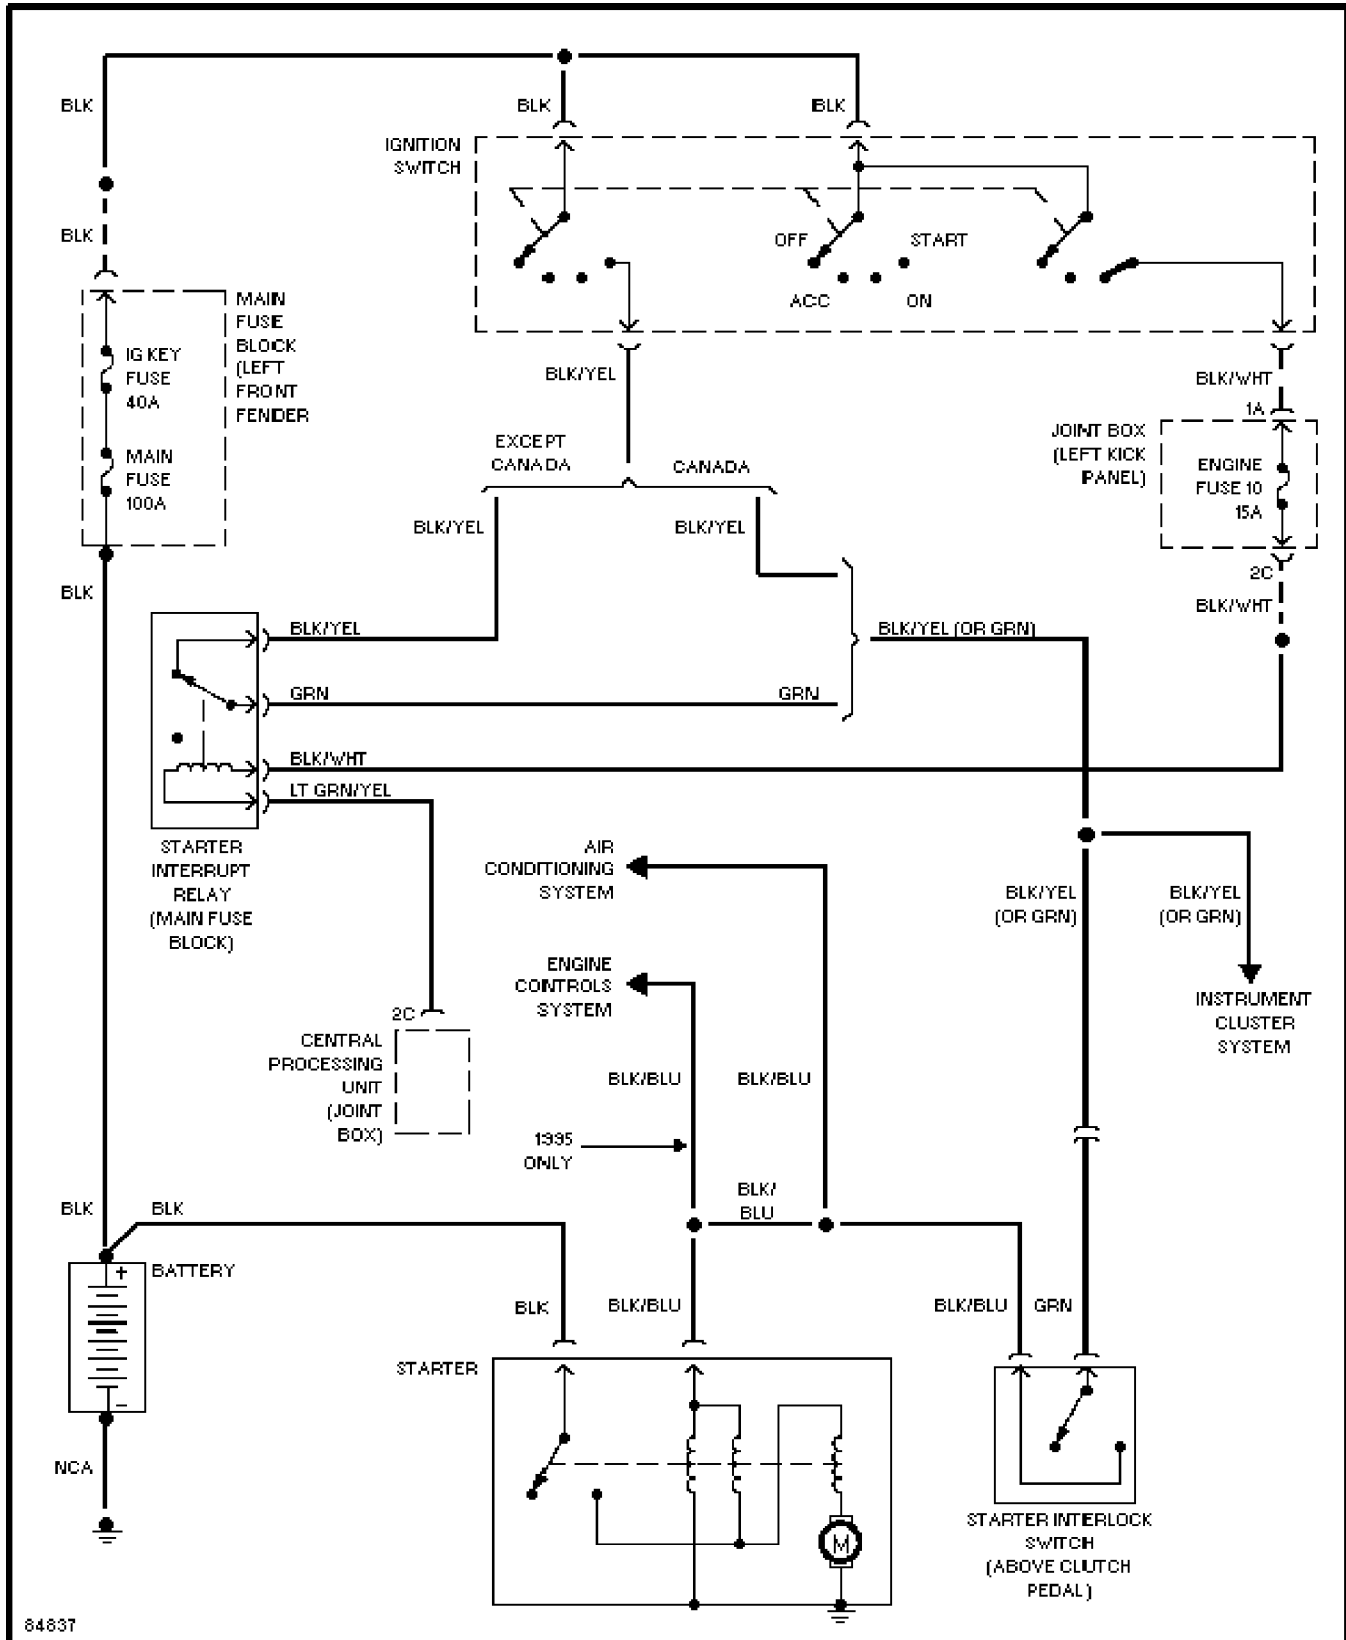 BLK
BLK
BLK
IGNITION
SWITCH
BLK
OFF
START
ACC
ON
MAIN
FUSE
BLOCK
(LEFT
FRONT
FENDER
IG KEY
FUSE
40A
MAIN
FUSE
100A
BLK/YEL
BLK/WHT
1A
EXCEPT
CANADA
CANADA
JOINT BOX
(LEFT KICK
PANEL)
ENGINE
FUSE 10
15A
BLK/YEL
BLK/YEL
2C
BLK
BLK/WHT
BLK/YEL
BLK/YEL (OR GRN)
GRN
GRN
BLK/WHT
LT GRN/YEL
STARTER
INTERRUPT
RELAY
(MAIN FUSE
BLOCK)
AIR
CONDITIONING
SYSTEM
BLK/YEL
(OR GRN)
BLK/YEL
(OR GRN)
ENGINE
CONTROLS
SYSTEM
INSTRUMENT
CLUSTER
SYSTEM
2C
CENTRAL
PROCESSING
UNIT
(JOINT
BOX)
BLK/BLU
BLK/BLU
1995
ONLY
BLK/
BLU
BLK
BLK
BATTERY
+
–
BLK
BLK/BLU
BLK/BLU
GRN
STARTER
NCA
M
STARTER INTERLOCK
SWITCH
(ABOVE CLUTCH
PEDAL)
84837